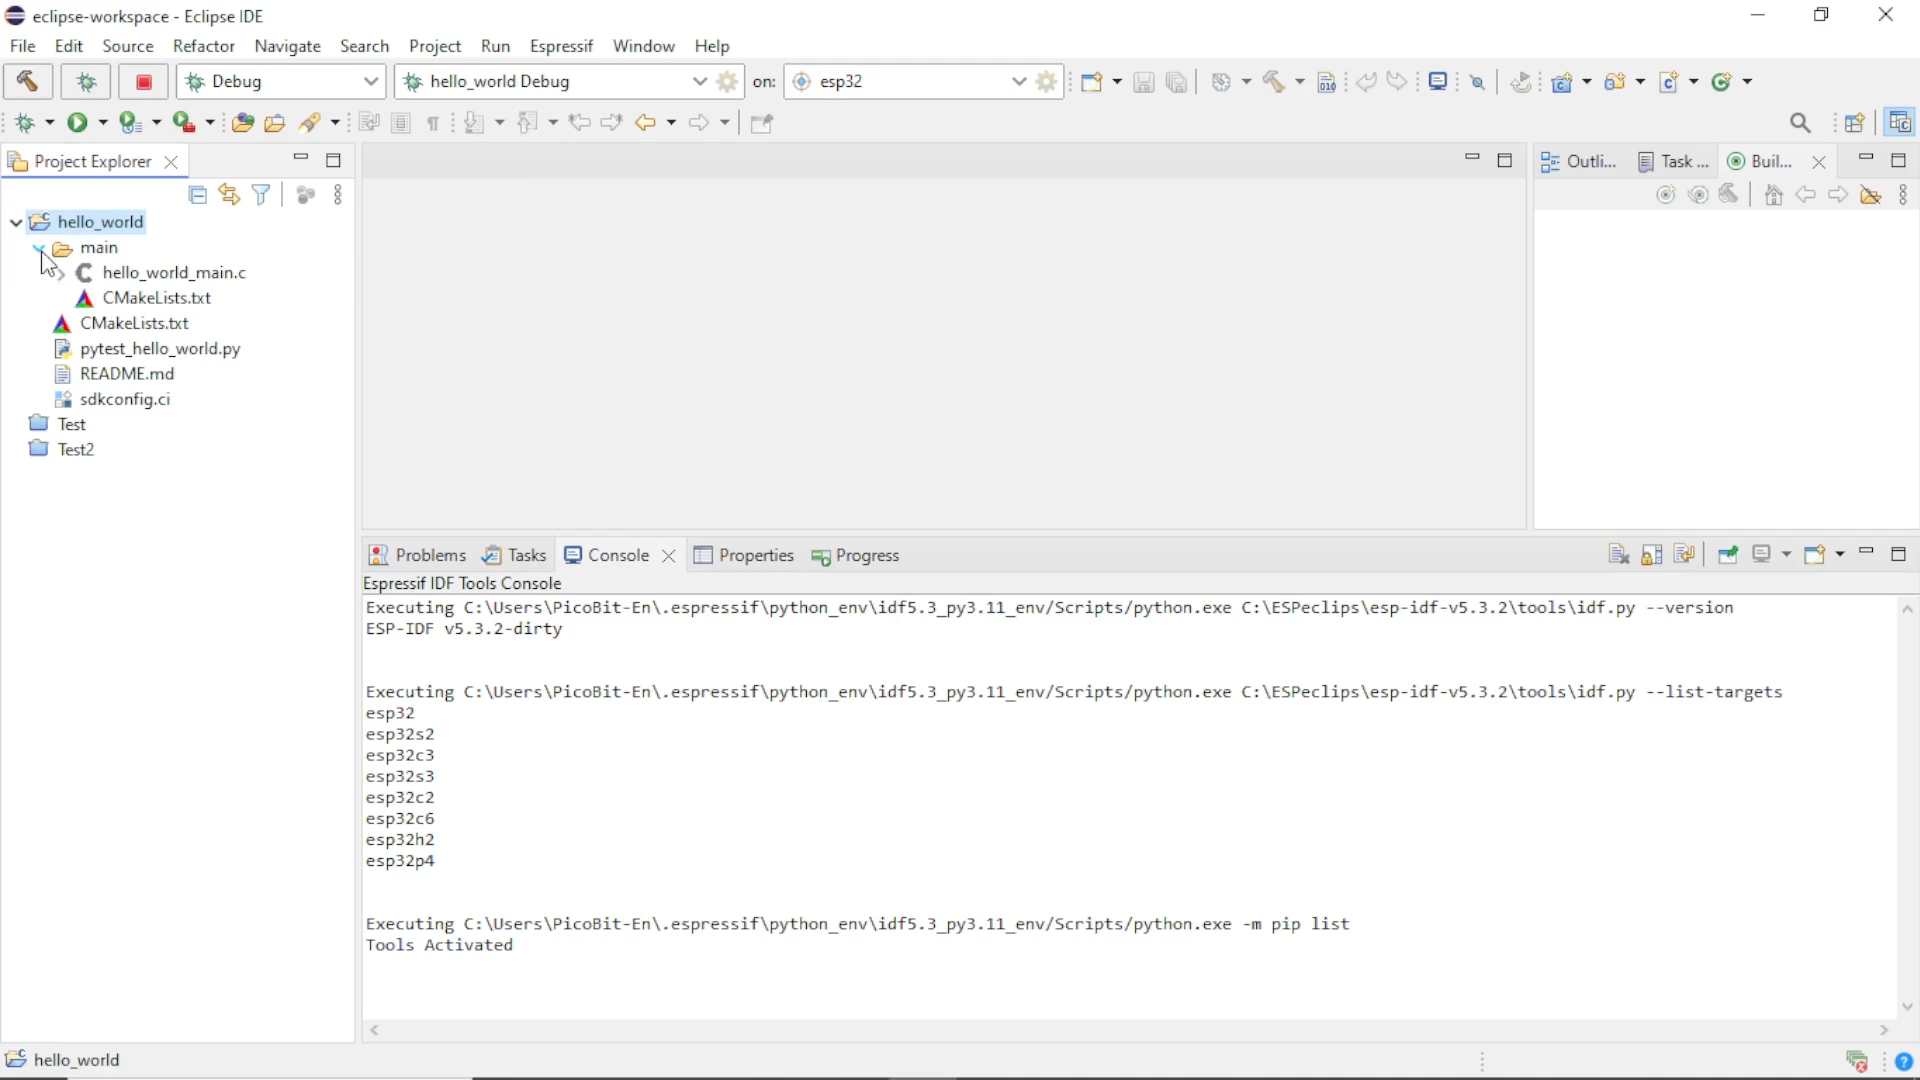 eclipse-workspace - Eclipse IDE
File Edit Source Refactor Navigate Search Project Run Espressif Window Help
Debug hello_world Debug on: esp32
Project Explorer
Outli... Task ... Buil...
hello_world
main
hello_world_main.c
CMakeLists.txt
CMakeLists.txt
pytest_hello_world.py
README.md
sdkconfig.ci
Test
Test2
Problems Tasks Console Properties Progress
Espressif IDF Tools Console
Executing C:\Users\PicoBit-En\.espressif\python_env\idf5.3_py3.11_env/Scripts/python.exe C:\ESPeclips\esp-idf-v5.3.2\tools\idf.py --version
ESP-IDF v5.3.2-dirty
Executing C:\Users\PicoBit-En\.espressif\python_env\idf5.3_py3.11_env/Scripts/python.exe C:\ESPeclips\esp-idf-v5.3.2\tools\idf.py --list-targets
esp32
esp32s2
esp32c3
esp32s3
esp32c2
esp32c6
esp32h2
esp32p4
Executing C:\Users\PicoBit-En\.espressif\python_env\idf5.3_py3.11_env/Scripts/python.exe -m pip list
Tools Activated
hello_world